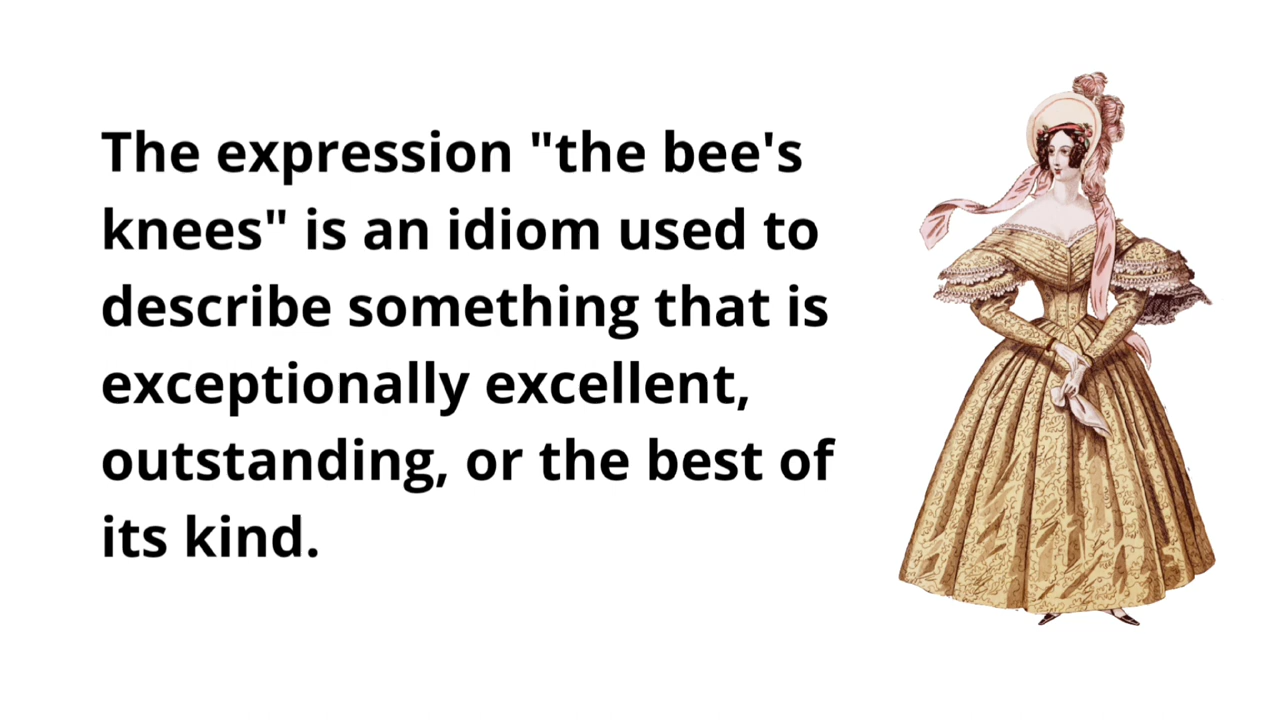 The expression "the bee's
knees" is an idiom used to
describe something that is
exceptionally excellent,
outstanding, or the best of
its kind.